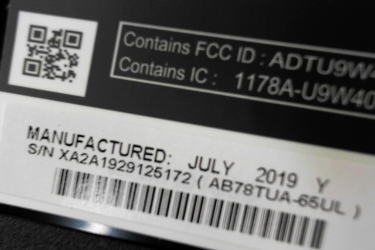 Contains FCC ID : ADTU9W4
Contains IC : 1178A-U9W40
MANUFACTURED: JULY 2019 Y
S/N XA2A1929125172 ( AB78TUA-65UL )